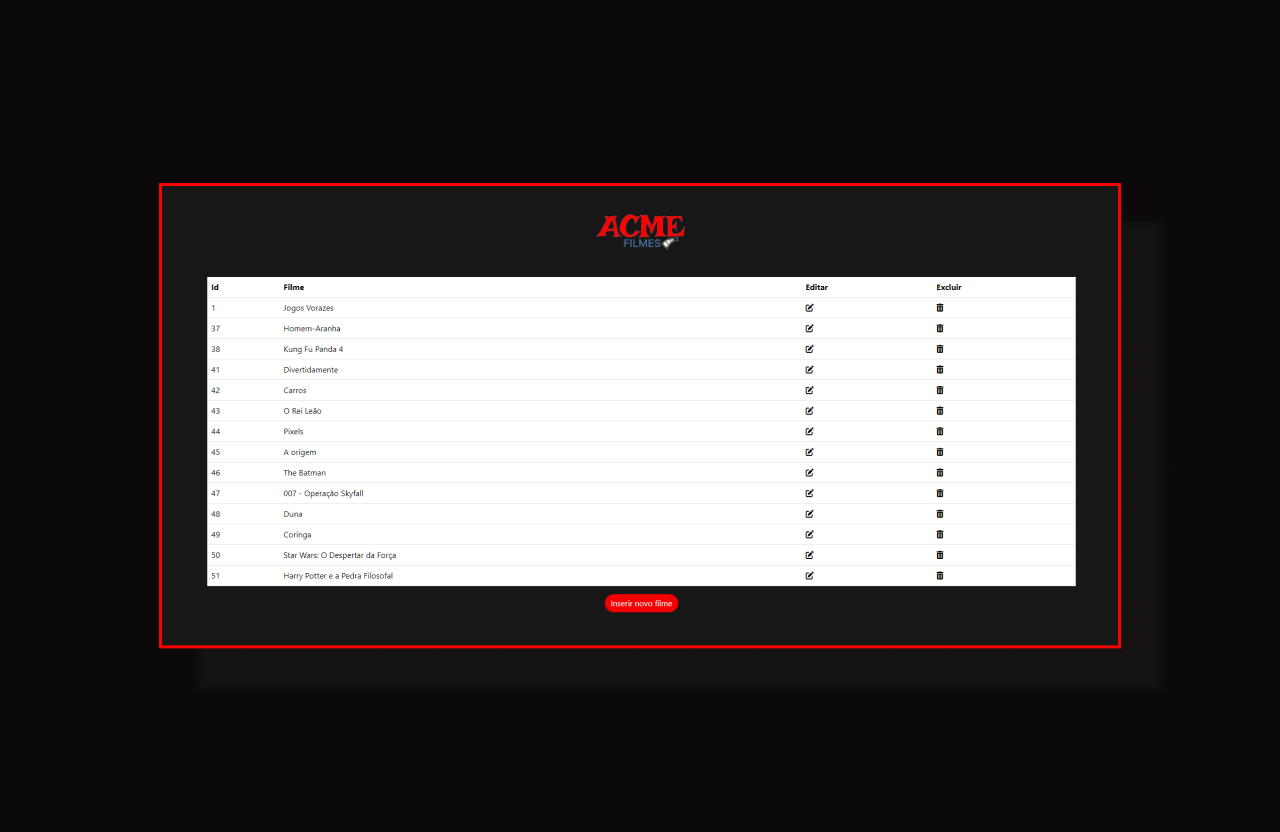 ACME
FILMES
Id Filme Editar Excluir
1 Jogos Vorazes
37 Homem-Aranha
38 Kung Fu Panda 4
41 Divertidamente
42 Carros
43 O Rei Leão
44 Pixels
45 A origem
46 The Batman
47 007 - Operação Skyfall
48 Duna
49 Coringa
50 Star Wars: O Despertar da Força
51 Harry Potter e a Pedra Filosofal
Inserir novo filme